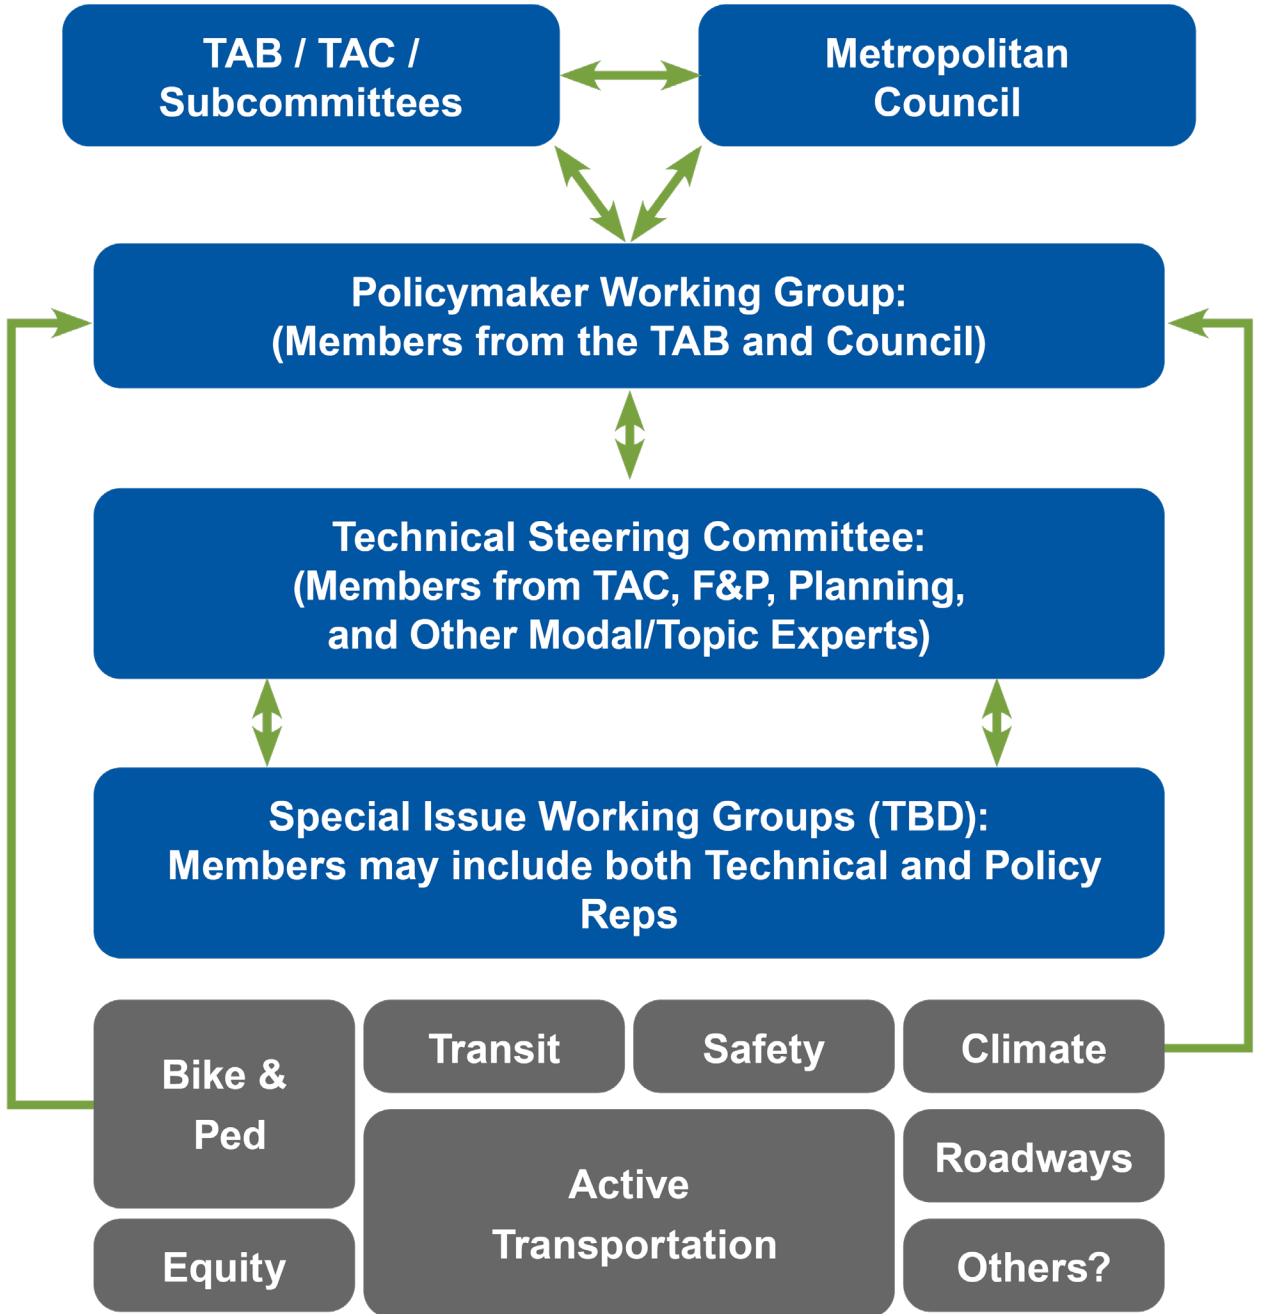 TAB / TAC /
Subcommittees
Metropolitan
Council
Policymaker Working Group:
(Members from the TAB and Council)
Technical Steering Committee:
(Members from TAC, F&P, Planning,
and Other Modal/Topic Experts)
Special Issue Working Groups (TBD):
Members may include both Technical and Policy
Reps
Bike &
Ped
Transit
Safety
Climate
Active
Transportation
Roadways
Equity
Others?